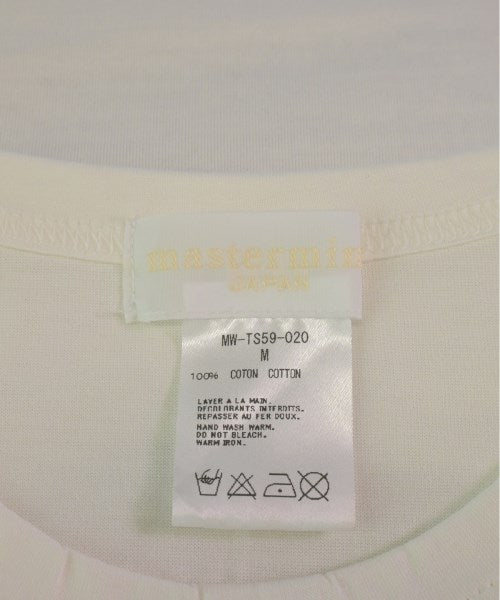 mastermin
JAPAN
MW-TS59-020
M
100% COTON COTTON
LAVER A LA MAIN.
DECOLORANTS INTERDITS.
REPASSER AU FER DOUX.
HAND WASH WARM.
DO NOT BLEACH.
WARM IRON.